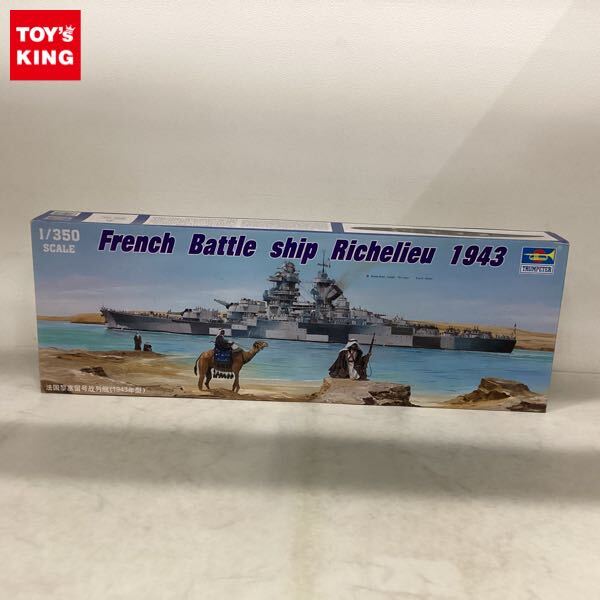 TOY's
KING
1/350
SCALE
French Battle ship Richelieu 1943
TRUMPETER
法国黎塞留号战列舰(1943年型)